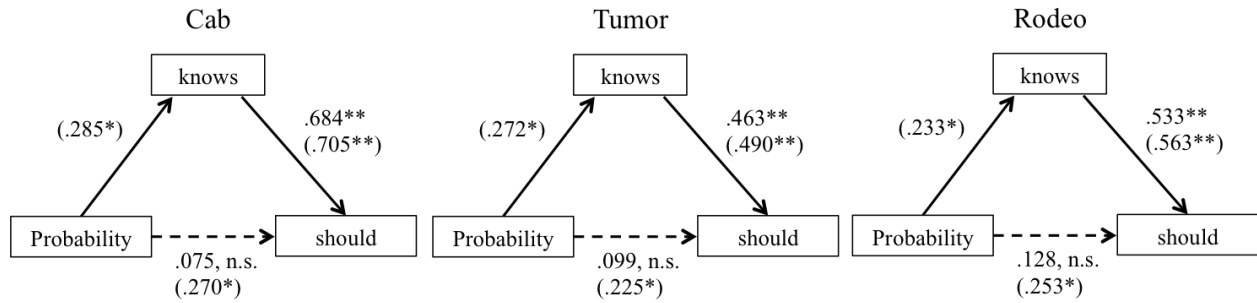 Cab
knows
(.285*)
.684**
(.705**)
Probability
should
.075, n.s.
(.270*)
Tumor
knows
(.272*)
.463**
(.490**)
Probability
should
.099, n.s.
(.225*)
Rodeo
knows
(.233*)
.533**
(.563**)
Probability
should
.128, n.s.
(.253*)